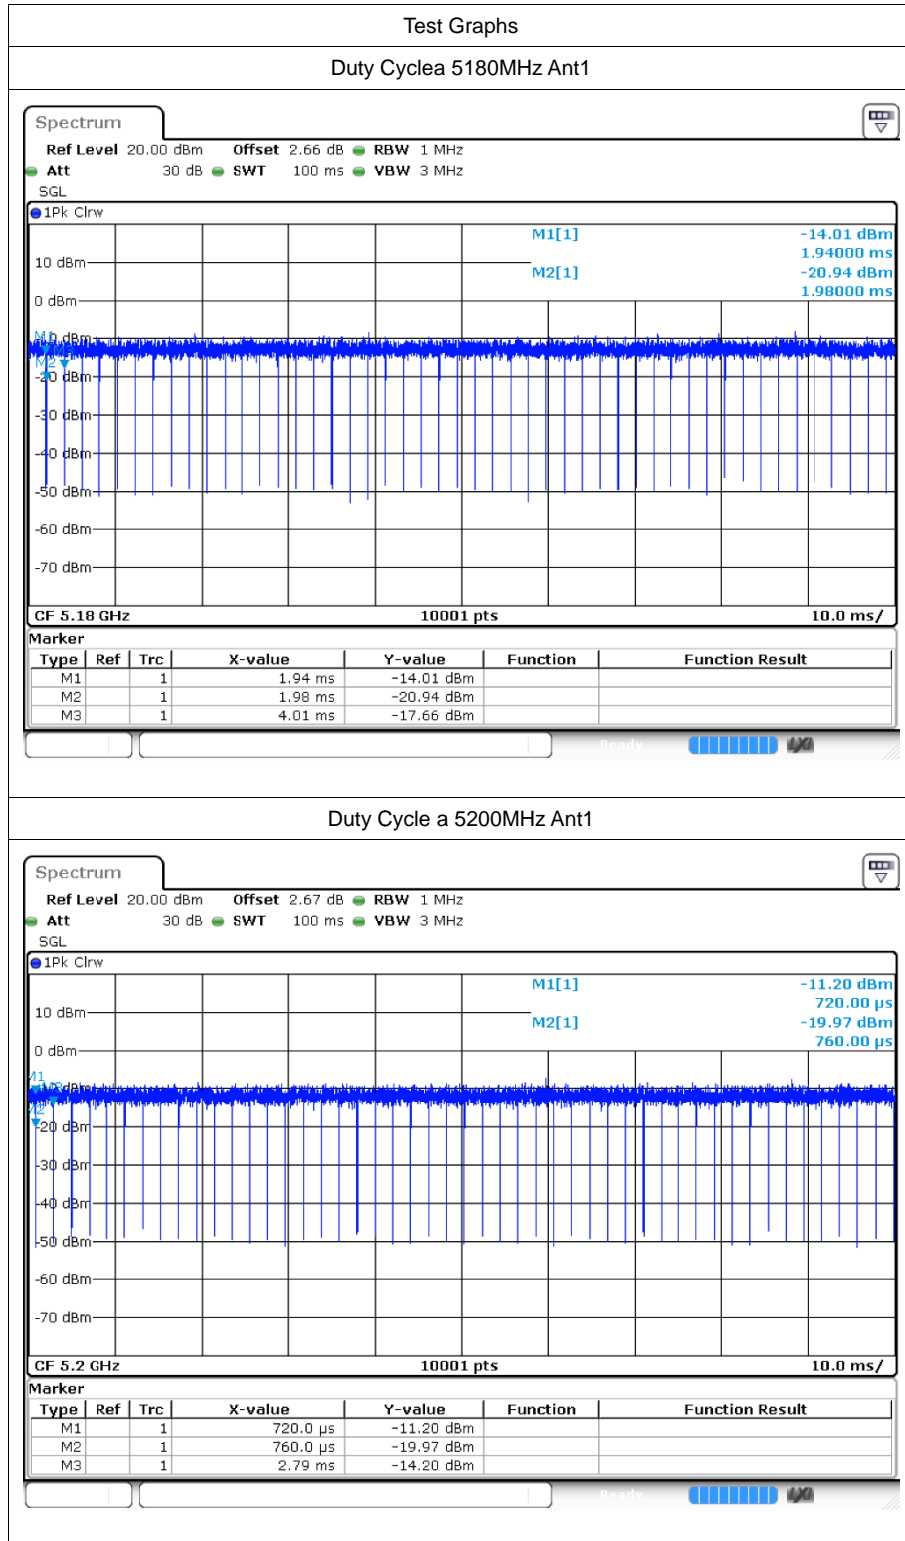 Test Graphs
Duty Cyclea 5180MHz Ant1
Spectrum
Ref Level 20.00 dBm Offset 2.66 dB RBW 1 MHz
Att 30 dB SWT 100 ms VBW 3 MHz
SGL
1Pk Clrw
M1[1] -14.01 dBm
1.94000 ms
10 dBm
M2[1] -20.94 dBm
1.98000 ms
0 dBm
M1
M2
-20 dBm
-30 dBm
-40 dBm
-50 dBm
-60 dBm
-70 dBm
CF 5.18 GHz 10001 pts 10.0 ms/
Marker
Type Ref Trc X-value Y-value Function Function Result
M1 1 1.94 ms -14.01 dBm
M2 1 1.98 ms -20.94 dBm
M3 1 4.01 ms -17.66 dBm
Ready
Duty Cycle a 5200MHz Ant1
Spectrum
Ref Level 20.00 dBm Offset 2.67 dB RBW 1 MHz
Att 30 dB SWT 100 ms VBW 3 MHz
SGL
1Pk Clrw
M1[1] -11.20 dBm
720.00 µs
10 dBm
M2[1] -19.97 dBm
760.00 µs
0 dBm
M1
M2
-20 dBm
-30 dBm
-40 dBm
-50 dBm
-60 dBm
-70 dBm
CF 5.2 GHz 10001 pts 10.0 ms/
Marker
Type Ref Trc X-value Y-value Function Function Result
M1 1 720.0 µs -11.20 dBm
M2 1 760.0 µs -19.97 dBm
M3 1 2.79 ms -14.20 dBm
Ready